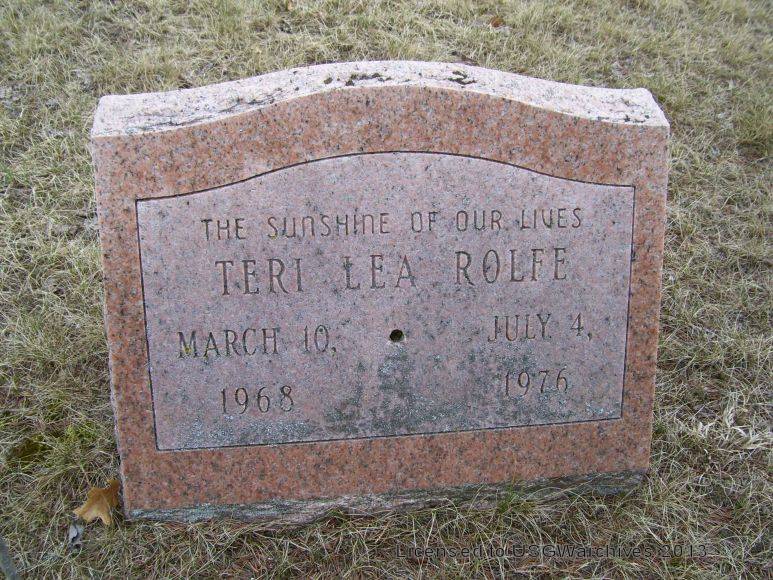 THE SUNSHINE OF OUR LIVES
TERI LEA ROLFE
MARCH 10, JULY 4,
1968 1976
Licensed to USGWarchives 2013